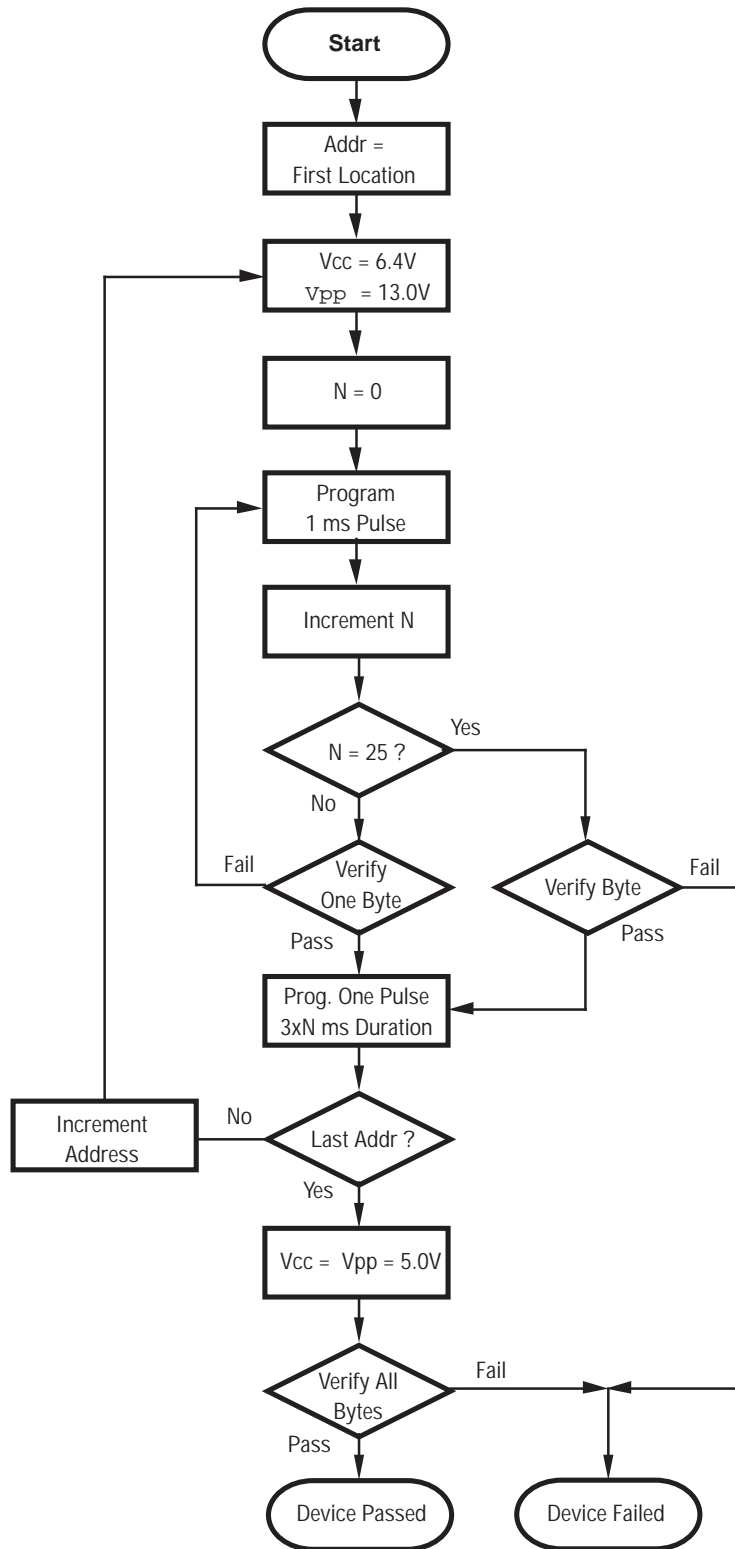 Start
Addr =
First Location
Vcc = 6.4V
Vpp = 13.0V
N = 0
Program
1 ms Pulse
Increment N
N = 25 ?
Yes
No
Fail
Verify
One Byte
Verify Byte
Fail
Pass
Pass
Prog. One Pulse
3xN ms Duration
Increment
Address
No
Last Addr ?
Yes
Vcc = Vpp = 5.0V
Verify All
Bytes
Fail
Pass
Device Passed
Device Failed